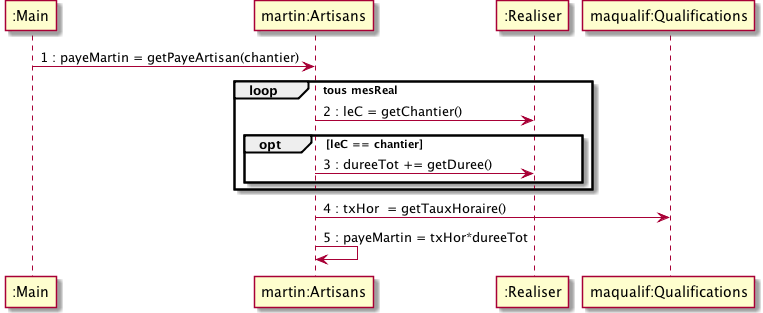 :Main martin:Artisans :Realiser maqualif:Qualifications
1 : payeMartin = getPayeArtisan(chantier)
loop tous mesReal
2 : leC = getChantier()
opt [leC == chantier]
3 : dureeTot += getDuree()
4 : txHor  = getTauxHoraire()
5 : payeMartin = txHor*dureeTot
:Main martin:Artisans :Realiser maqualif:Qualifications